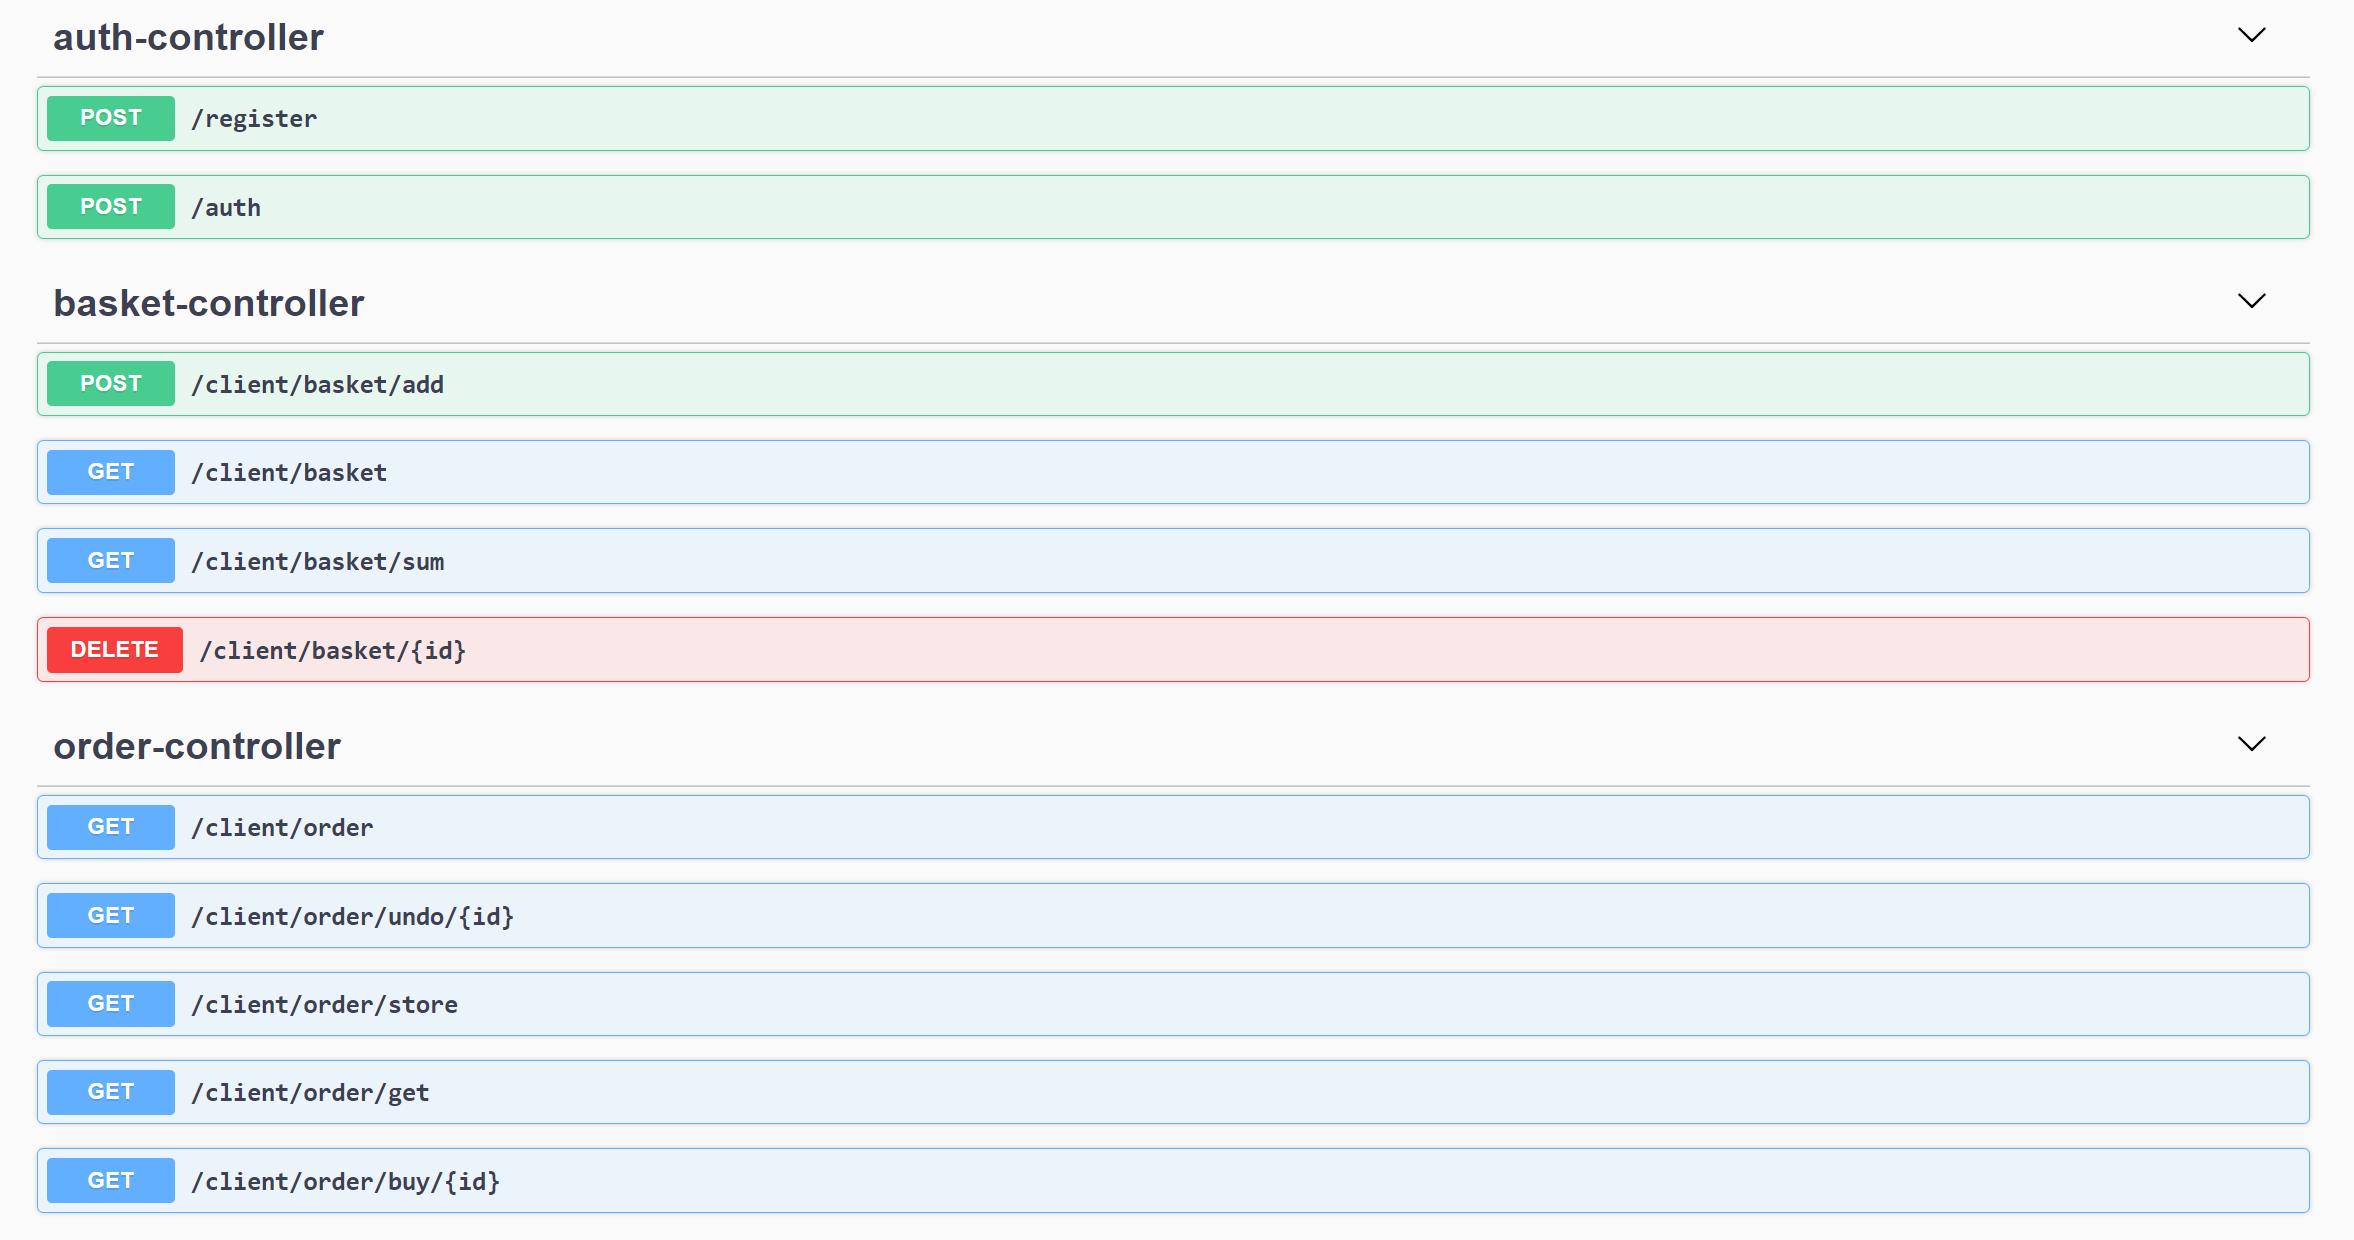 auth-controller
POST /register
POST /auth
basket-controller
POST /client/basket/add
GET /client/basket
GET /client/basket/sum
DELETE /client/basket/{id}
order-controller
GET /client/order
GET /client/order/undo/{id}
GET /client/order/store
GET /client/order/get
GET /client/order/buy/{id}